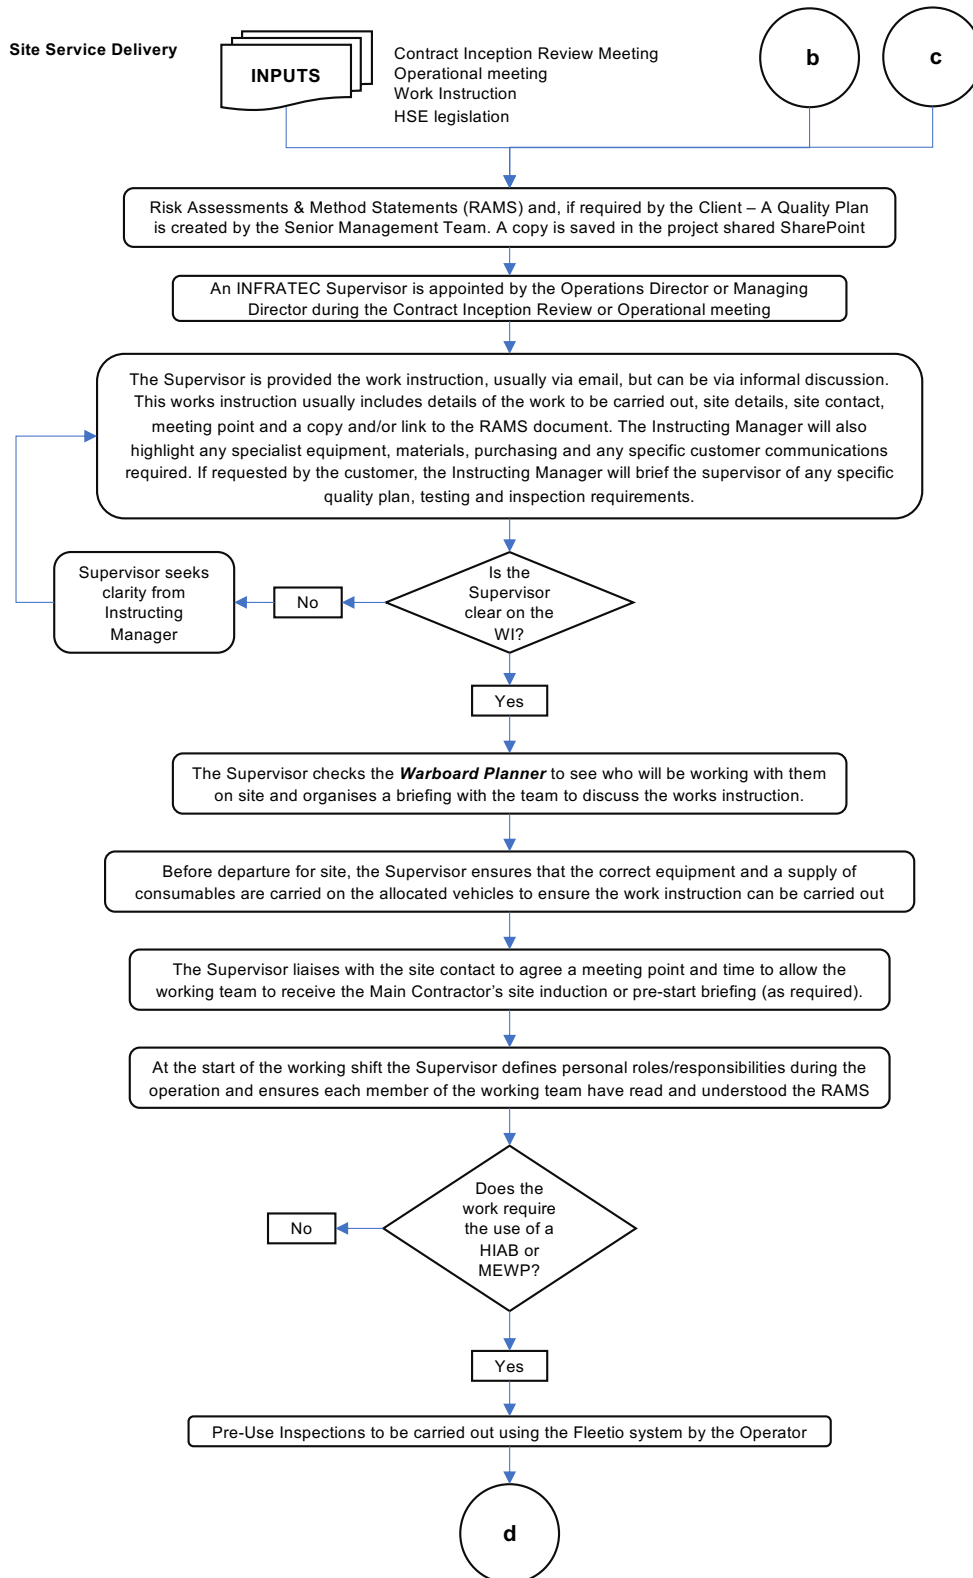 Site Service Delivery
INPUTS
Contract Inception Review Meeting
Operational meeting
Work Instruction
HSE legislation
b
c
Risk Assessments & Method Statements (RAMS) and, if required by the Client – A Quality Plan
is created by the Senior Management Team. A copy is saved in the project shared SharePoint
An INFRATEC Supervisor is appointed by the Operations Director or Managing
Director during the Contract Inception Review or Operational meeting
The Supervisor is provided the work instruction, usually via email, but can be via informal discussion.
This works instruction usually includes details of the work to be carried out, site details, site contact,
meeting point and a copy and/or link to the RAMS document. The Instructing Manager will also
highlight any specialist equipment, materials, purchasing and any specific customer communications
required. If requested by the customer, the Instructing Manager will brief the supervisor of any specific
quality plan, testing and inspection requirements.
Is the
Supervisor
clear on the
WI?
No
Supervisor seeks
clarity from
Instructing
Manager
Yes
The Supervisor checks the Warboard Planner to see who will be working with them
on site and organises a briefing with the team to discuss the works instruction.
Before departure for site, the Supervisor ensures that the correct equipment and a supply of
consumables are carried on the allocated vehicles to ensure the work instruction can be carried out
The Supervisor liaises with the site contact to agree a meeting point and time to allow the
working team to receive the Main Contractor's site induction or pre-start briefing (as required).
At the start of the working shift the Supervisor defines personal roles/responsibilities during the
operation and ensures each member of the working team have read and understood the RAMS
Does the
work require
the use of a
HIAB or
MEWP?
No
Yes
Pre-Use Inspections to be carried out using the Fleetio system by the Operator
d